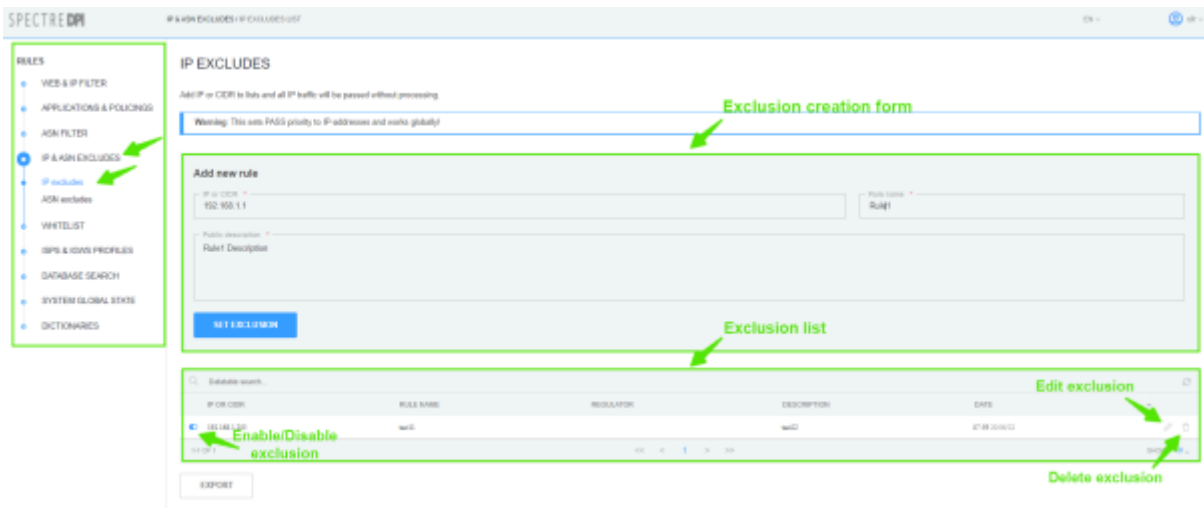 SPECTREDPI
IP & ASN EXCLUDES / IP EXCLUDES LIST
EN
RULES
WEB & IP FILTER
APPLICATIONS & POLICINGS
ASN FILTER
IP & ASN EXCLUDES
IP excludes
ASN excludes
WHITELIST
ISPS & IGWS PROFILES
DATABASE SEARCH
SYSTEM GLOBAL STATE
DICTIONARIES
IP EXCLUDES
Add IP or CIDR to lists and all IP traffic will be passed without processing.
Exclusion creation form
Warning: This sets PASS priority to IP-addresses and works globally!
Add new rule
IP or CIDR *
192.168.1.1
Rule name *
Rule1
Public description *
Rule1 Description
SET EXCLUSION
Exclusion list
Datatable search...
Edit exclusion
IP OR CIDR RULE NAME REGULATOR DESCRIPTION DATE
Enable/Disable
exclusion
<< < 1 > >>
Delete exclusion
EXPORT